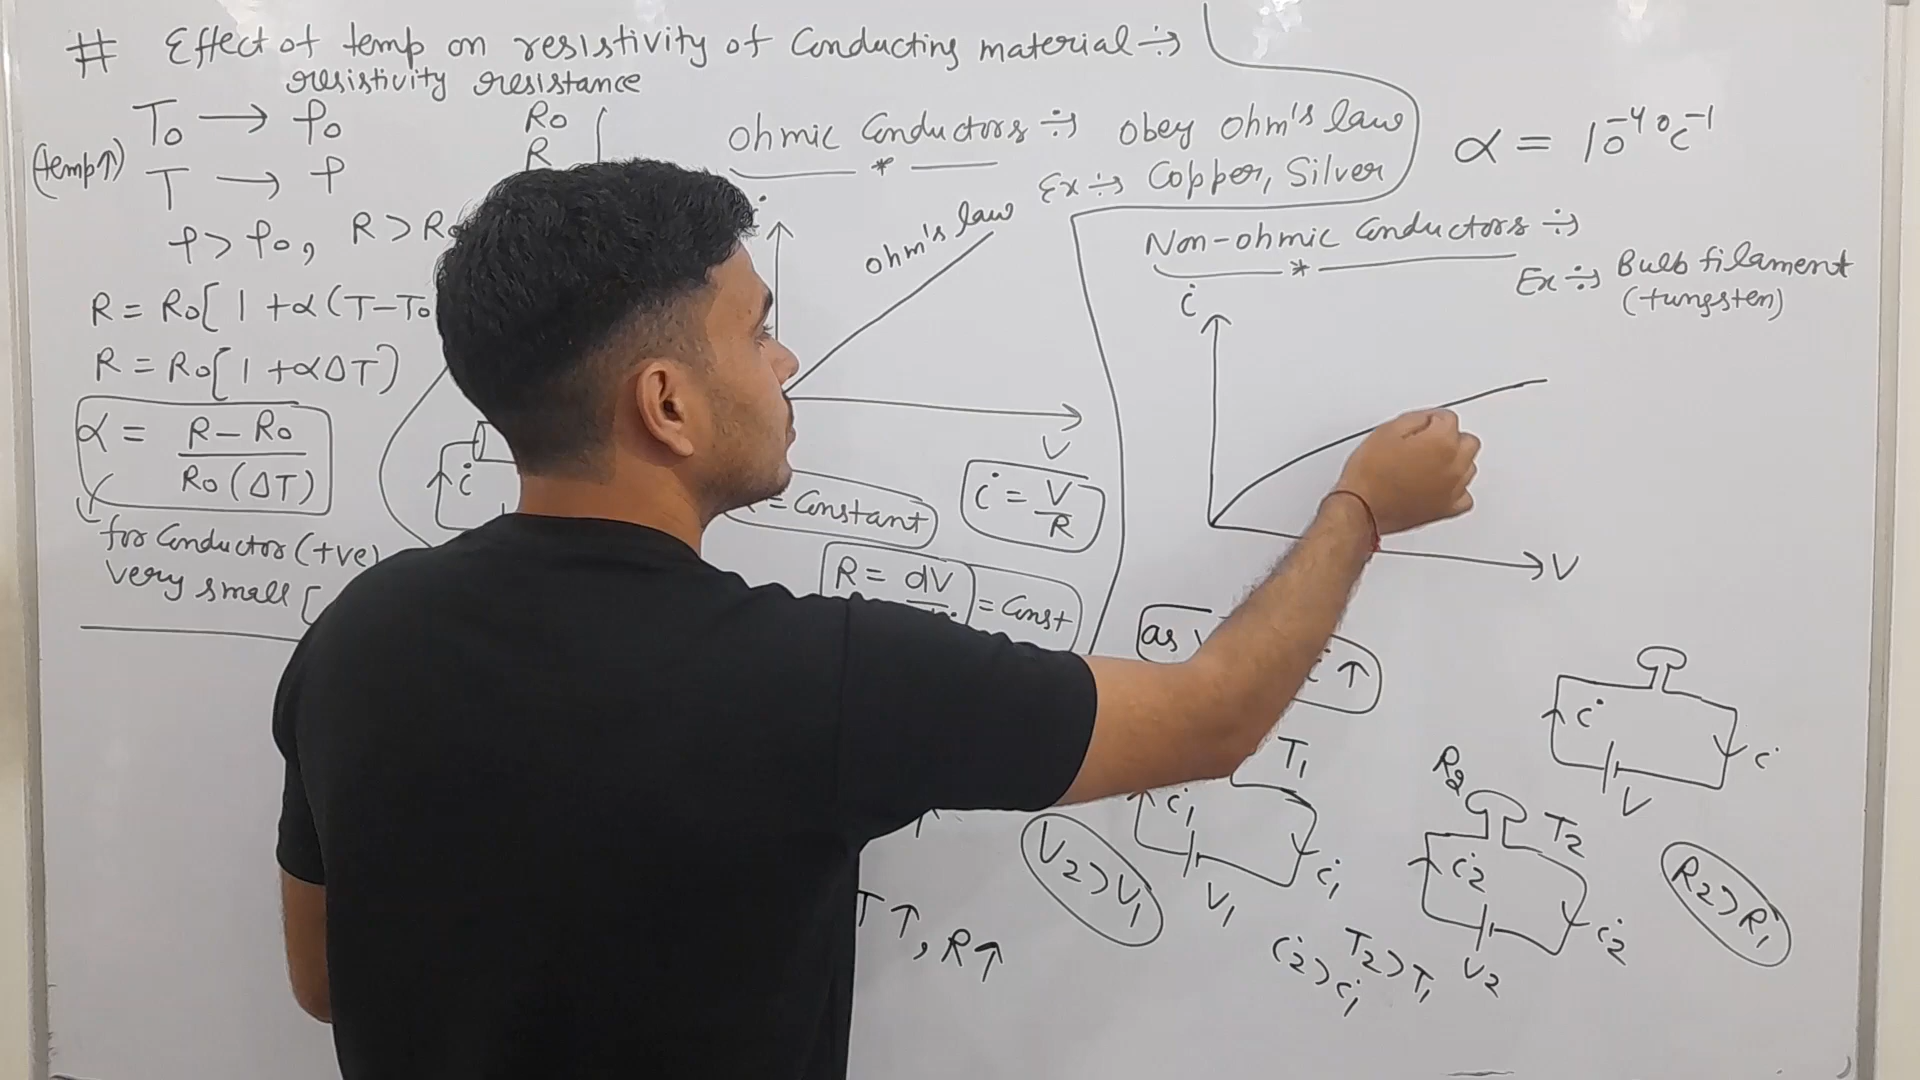 # Effect of temp on resistivity of Conducting material ÷>
resistivity resistance
T₀ → ρ₀ R₀
(temp↑) T → ρ R
ρ > ρ₀, R > R₀
R = R₀[1 + α(T–T₀
R = R₀[1 + αΔT)
α = R – R₀ / R₀(ΔT)
for Conductor (+ve)
very small [
ohmic Conductors ÷> obey ohm's law
*
Ex ÷> Copper, Silver
i
ohm's law
V
i
= Constant
i = V/R
R = dV = Const
T↑, R↑
α = 10⁻⁴ °C⁻¹
Non-ohmic Conductors ÷>
*
Ex ÷> Bulb filament
(tungsten)
i
V
as
i ↑
i
i
V
T₁
i₁
i₁
V₁
V₂ > V₁
R₂
T₂
i₂
i₂
V₂
R₂ > R₁
T₂ > T₁
i₂ > i₁